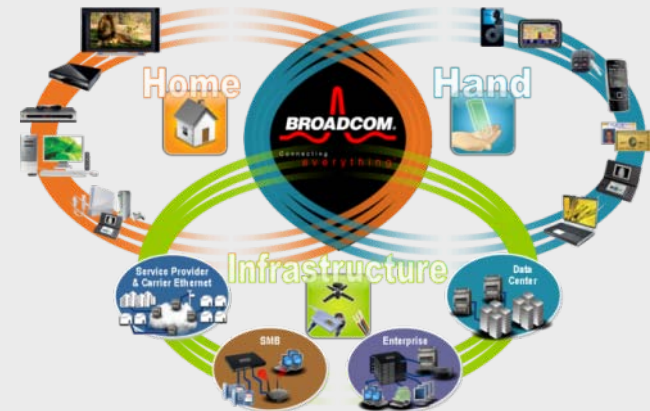 Home
Hand
BROADCOM.
Connecting
everything
Infrastructure
Service Provider
& Carrier Ethernet
Data
Center
SMB
Enterprise